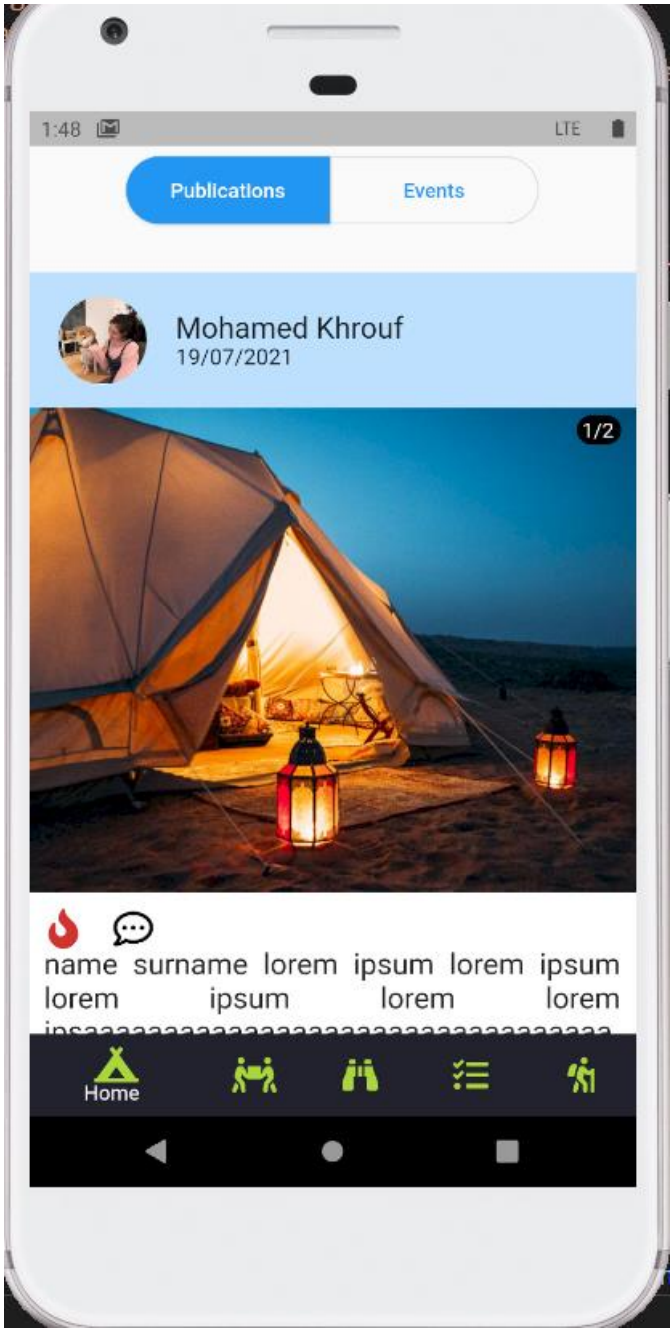 1:48 LTE
Publications Events
Mohamed Khrouf
19/07/2021
1/2
name surname lorem ipsum lorem ipsum
lorem ipsum lorem lorem
Home